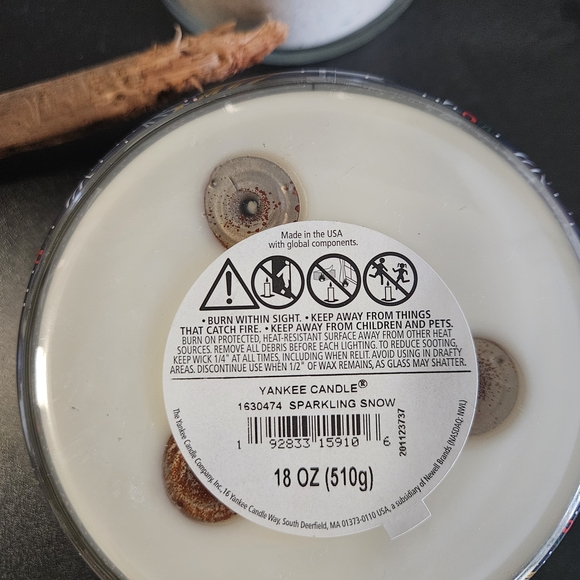 Made in the USA
with global components.
• BURN WITHIN SIGHT. • KEEP AWAY FROM THINGS
THAT CATCH FIRE. • KEEP AWAY FROM CHILDREN AND PETS.
BURN ON PROTECTED, HEAT-RESISTANT SURFACE AWAY FROM OTHER HEAT
SOURCES. REMOVE ALL DEBRIS BEFORE EACH LIGHTING. TO REDUCE SOOTING,
KEEP WICK 1/4" AT ALL TIMES, INCLUDING WHEN RELIT. AVOID USING IN DRAFTY
AREAS. DISCONTINUE USE WHEN 1/2" OF WAX REMAINS, AS GLASS MAY SHATTER.
YANKEE CANDLE®
1630474 SPARKLING SNOW
1 92833 15910 6
201123737
18 OZ (510g)
The Yankee Candle Company, Inc., 16 Yankee Candle Way, South Deerfield, MA 01373-0110 USA, a subsidiary of Newell Brands (NASDAQ: NWL)